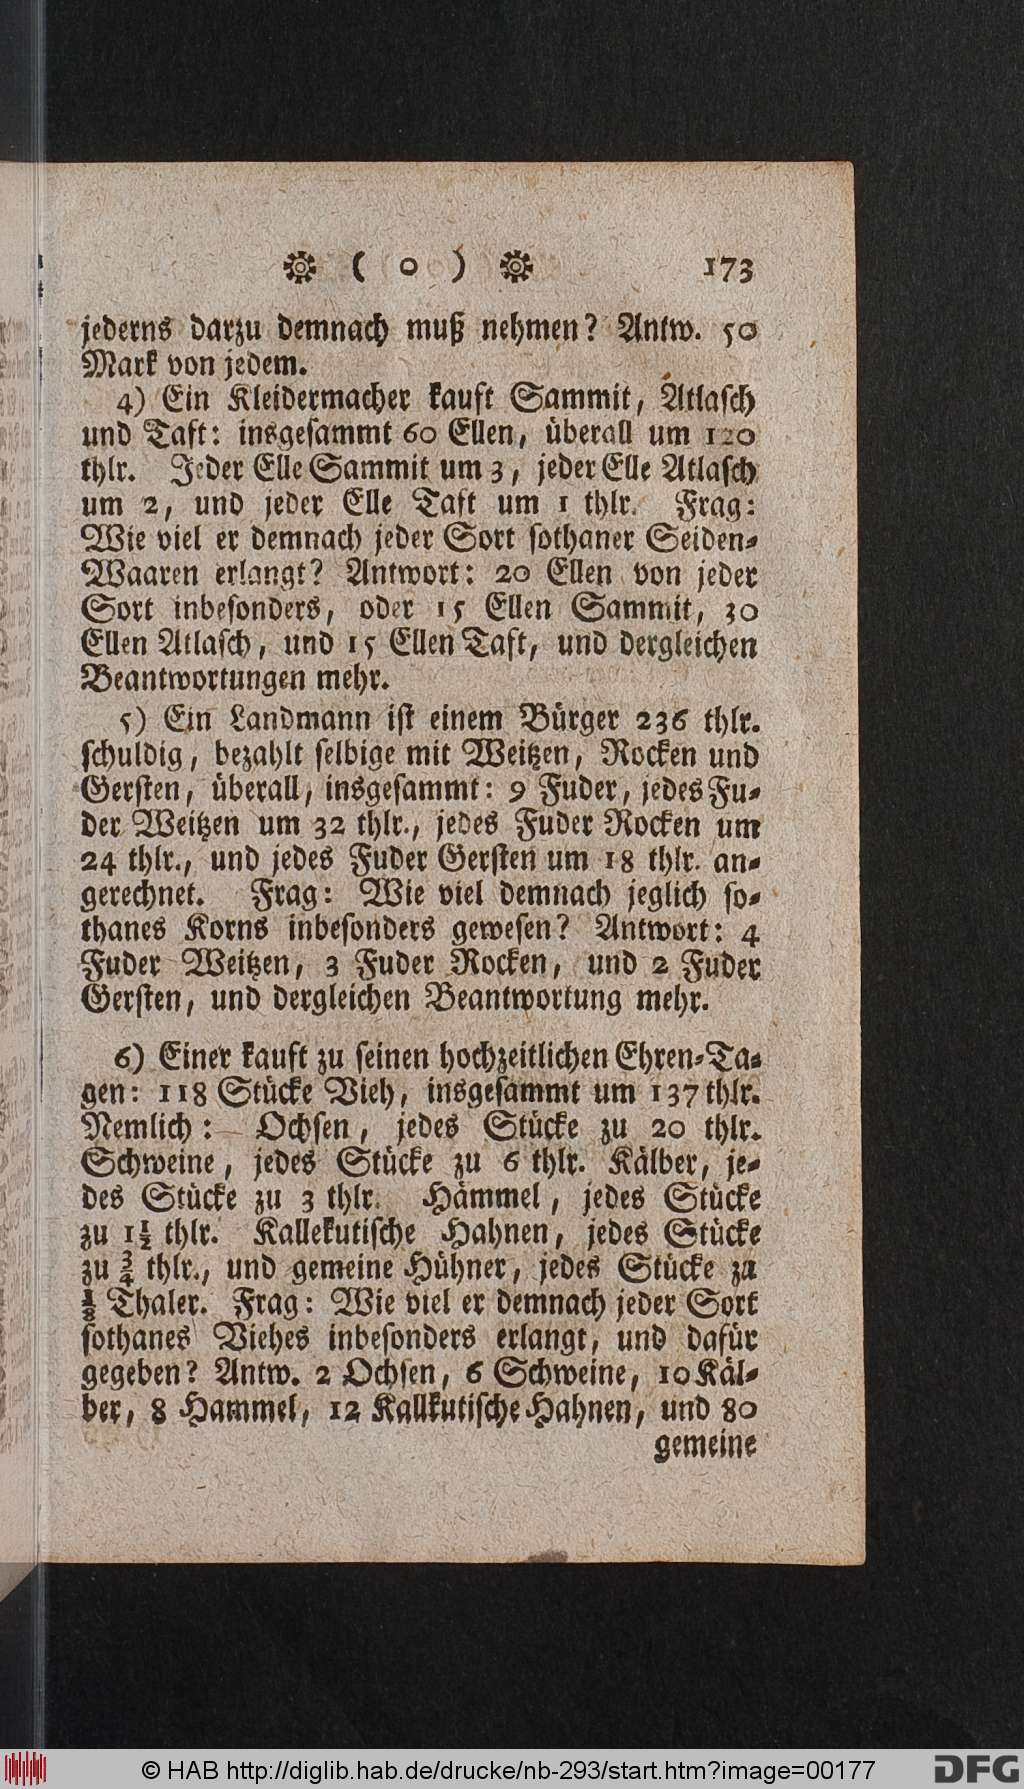 ( o ) 173
jederns darzu demnach muß nehmen? Antw. 50
Mark von jedem.
4) Ein Kleidermacher kauft Sammit, Atlasch
und Taft: insgesammt 60 Ellen, überall um 120
thlr. Jeder Elle Sammit um 3, jeder Elle Atlasch
um 2, und jeder Elle Taft um 1 thlr. Frag:
Wie viel er demnach jeder Sort sothaner Seiden-
Waaren erlangt? Antwort: 20 Ellen von jeder
Sort inbesonders, oder 15 Ellen Sammit, 30
Ellen Atlasch, und 15 Ellen Taft, und dergleichen
Beantwortungen mehr.
5) Ein Landmann ist einem Bürger 236 thlr.
schuldig, bezahlt selbige mit Weitzen, Rocken und
Gersten, überall, insgesammt: 9 Fuder, jedes Fu-
der Weitzen um 32 thlr., jedes Fuder Rocken um
24 thlr., und jedes Fuder Gersten um 18 thlr. an-
gerechnet. Frag: Wie viel demnach jeglich so-
thanes Korns inbesonders gewesen? Antwort: 4
Fuder Weitzen, 3 Fuder Rocken, und 2 Fuder
Gersten, und dergleichen Beantwortung mehr.
6) Einer kauft zu seinen hochzeitlichen Ehren-Ta-
gen: 118 Stücke Vieh, insgesammt um 137 thlr.
Nemlich: Ochsen, jedes Stücke zu 20 thlr.
Schweine, jedes Stücke zu 6 thlr. Kälber, je-
des Stücke zu 3 thlr. Hämmel, jedes Stücke
zu 1½ thlr. Kallekutische Hahnen, jedes Stücke
zu ¾ thlr., und gemeine Hühner, jedes Stücke zu
⅛ Thaler. Frag: Wie viel er demnach jeder Sort
sothanes Viehes inbesonders erlangt, und dafür
gegeben? Antw. 2 Ochsen, 6 Schweine, 10 Käl-
ber, 8 Hammel, 12 Kallkutische Hahnen, und 80
gemeine
© HAB http://diglib.hab.de/drucke/nb-293/start.htm?image=00177 DFG